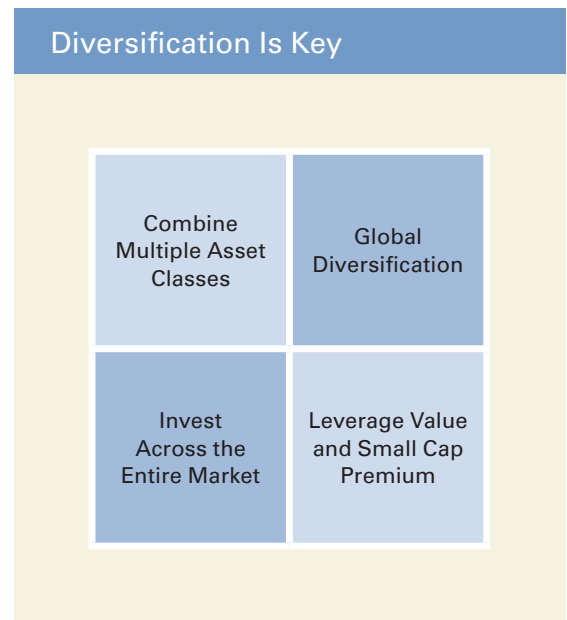 Diversification Is Key
Combine
Multiple Asset
Classes
Global
Diversification
Invest
Across the
Entire Market
Leverage Value
and Small Cap
Premium